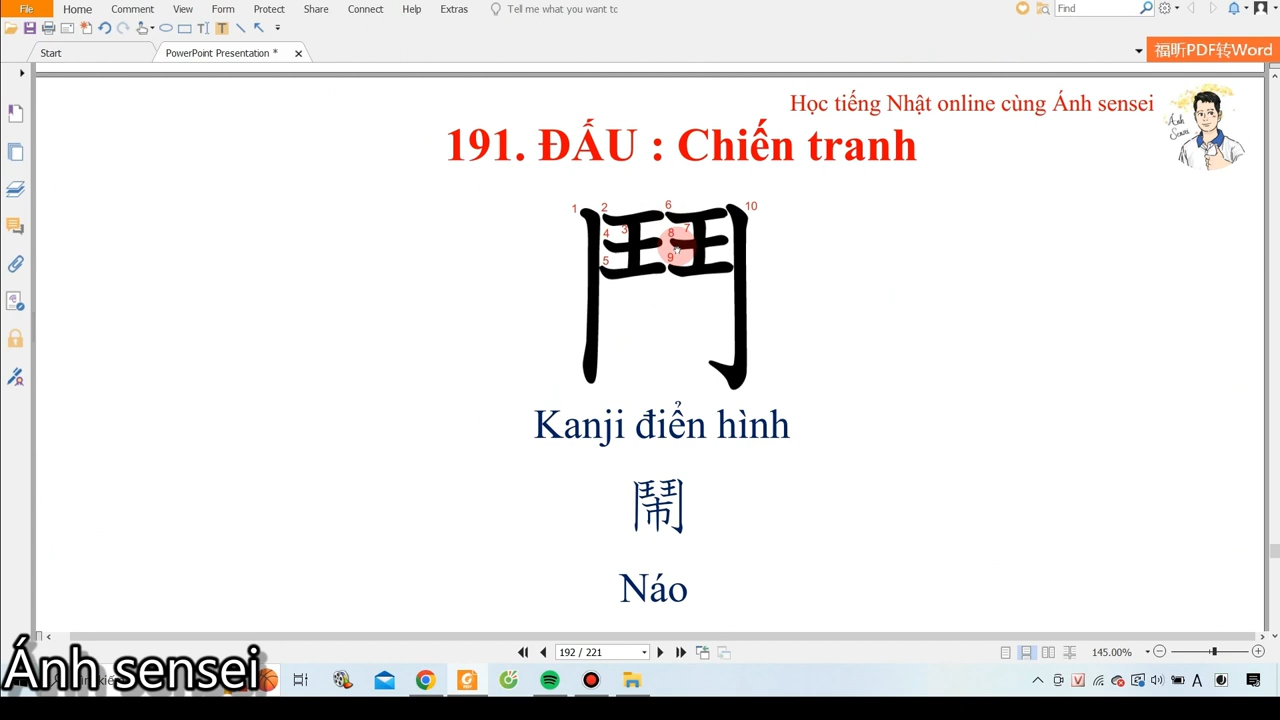 File Home Comment View Form Protect Share Connect Help Extras Tell me what you want to Find
Start PowerPoint Presentation * 福昕PDF转Word
Học tiếng Nhật online cùng Ánh sensei
Ánh
Sensei
191. ĐẤU : Chiến tranh
1 2 6 10
4 3 8 7
5 9
鬥
Kanji điển hình
鬧
Náo
192 / 221 145.00%
Ánh sensei